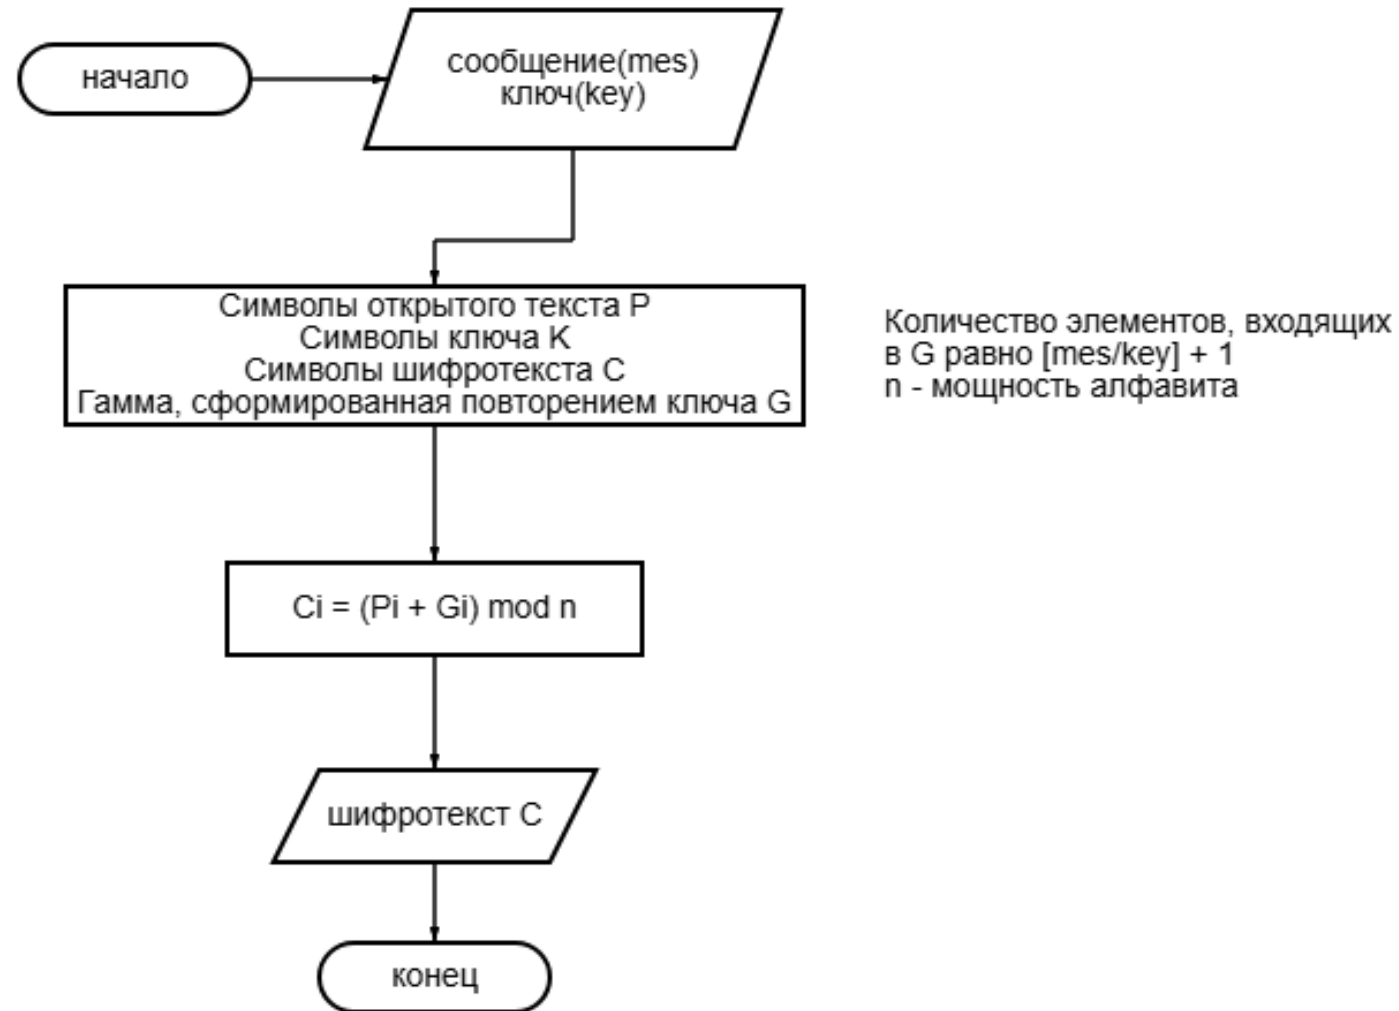 начало
сообщение(mes)
ключ(key)
Символы открытого текста P
Символы ключа K
Символы шифротекста C
Гамма, сформированная повторением ключа G
Количество элементов, входящих
в G равно [mes/key] + 1
n - мощность алфавита
Ci = (Pi + Gi) mod n
шифротекст C
конец